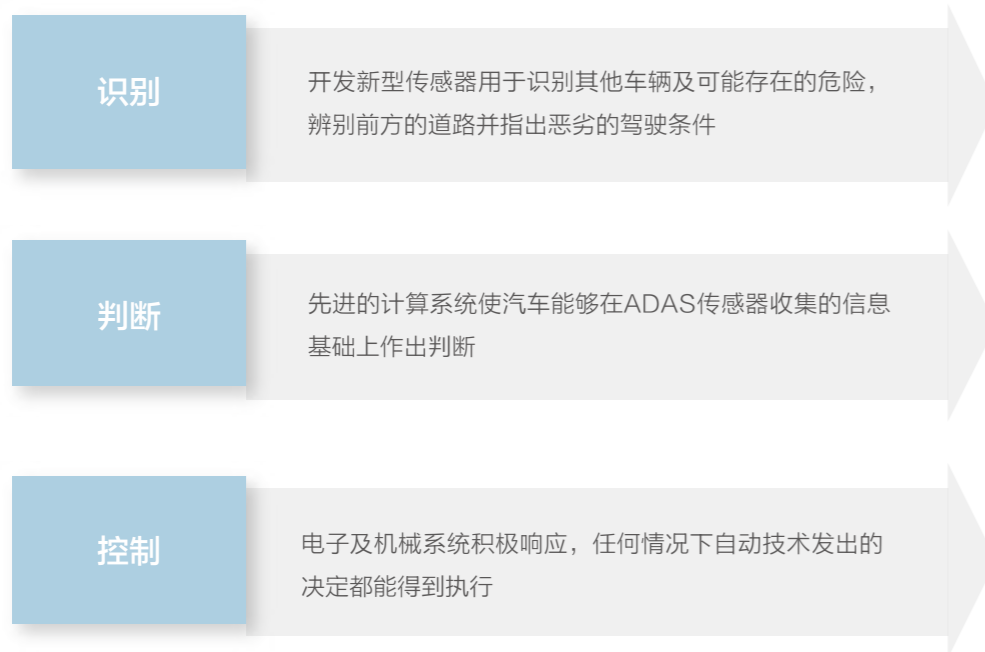 识别
开发新型传感器用于识别其他车辆及可能存在的危险，
辨别前方的道路并指出恶劣的驾驶条件
判断
先进的计算系统使汽车能够在ADAS传感器收集的信息
基础上作出判断
控制
电子及机械系统积极响应，任何情况下自动技术发出的
决定都能得到执行